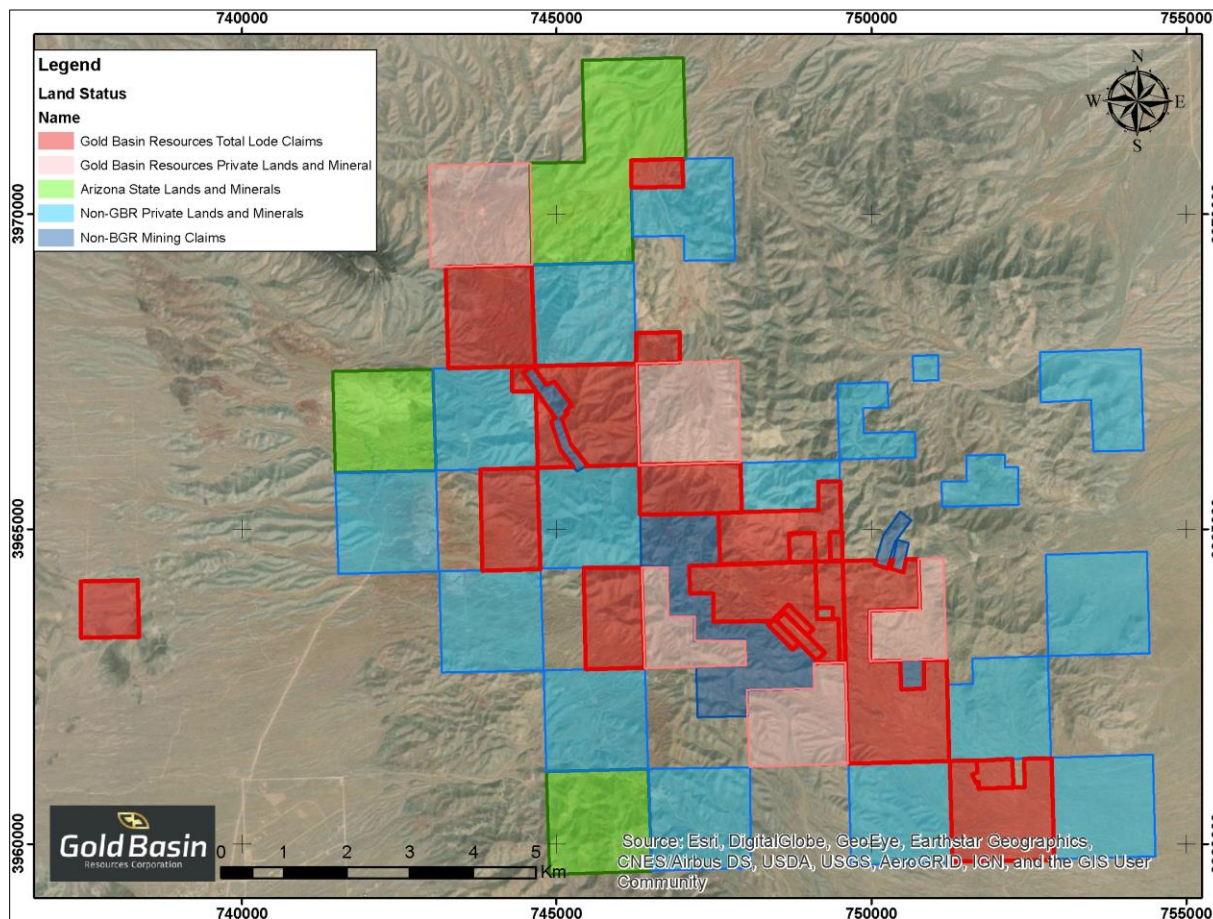 740000 745000 750000 755000
Legend
Land Status
Name
Gold Basin Resources Total Lode Claims
Gold Basin Resources Private Lands and Mineral
Arizona State Lands and Minerals
Non-GBR Private Lands and Minerals
Non-BGR Mining Claims
N
W E
S
3970000
3965000
3960000
Gold Basin
Resources Corporation
0 1 2 3 4 5
Km
Source: Esri, DigitalGlobe, GeoEye, Earthstar Geographics,
CNES/Airbus DS, USDA, USGS, AeroGRID, IGN, and the GIS User
Community
740000 745000 750000 755000